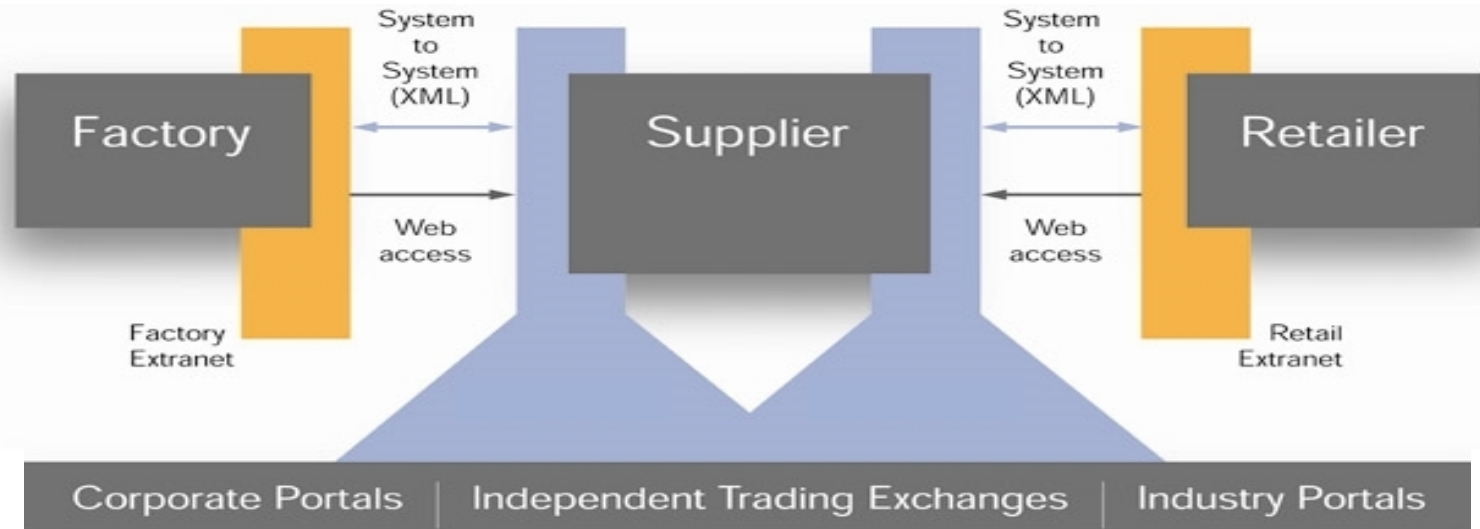 System
to
System
(XML)
System
to
System
(XML)
Factory
Supplier
Retailer
Web
access
Web
access
Factory
Extranet
Retail
Extranet
Corporate Portals | Independent Trading Exchanges | Industry Portals